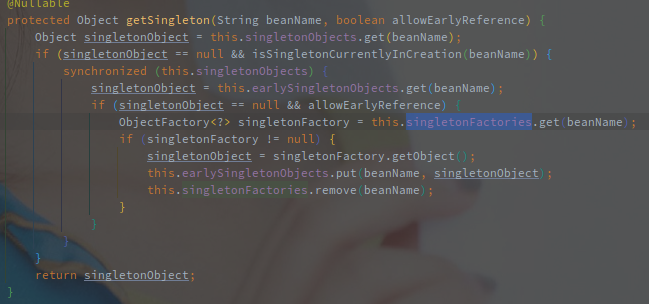 @Nullable
protected Object getSingleton(String beanName, boolean allowEarlyReference) {
Object singletonObject = this.singletonObjects.get(beanName);
if (singletonObject == null && isSingletonCurrentlyInCreation(beanName)) {
synchronized (this.singletonObjects) {
singletonObject = this.earlySingletonObjects.get(beanName);
if (singletonObject == null && allowEarlyReference) {
ObjectFactory<?> singletonFactory = this.singletonFactories.get(beanName);
if (singletonFactory != null) {
singletonObject = singletonFactory.getObject();
this.earlySingletonObjects.put(beanName, singletonObject);
this.singletonFactories.remove(beanName);
}
}
}
}
return singletonObject;
}